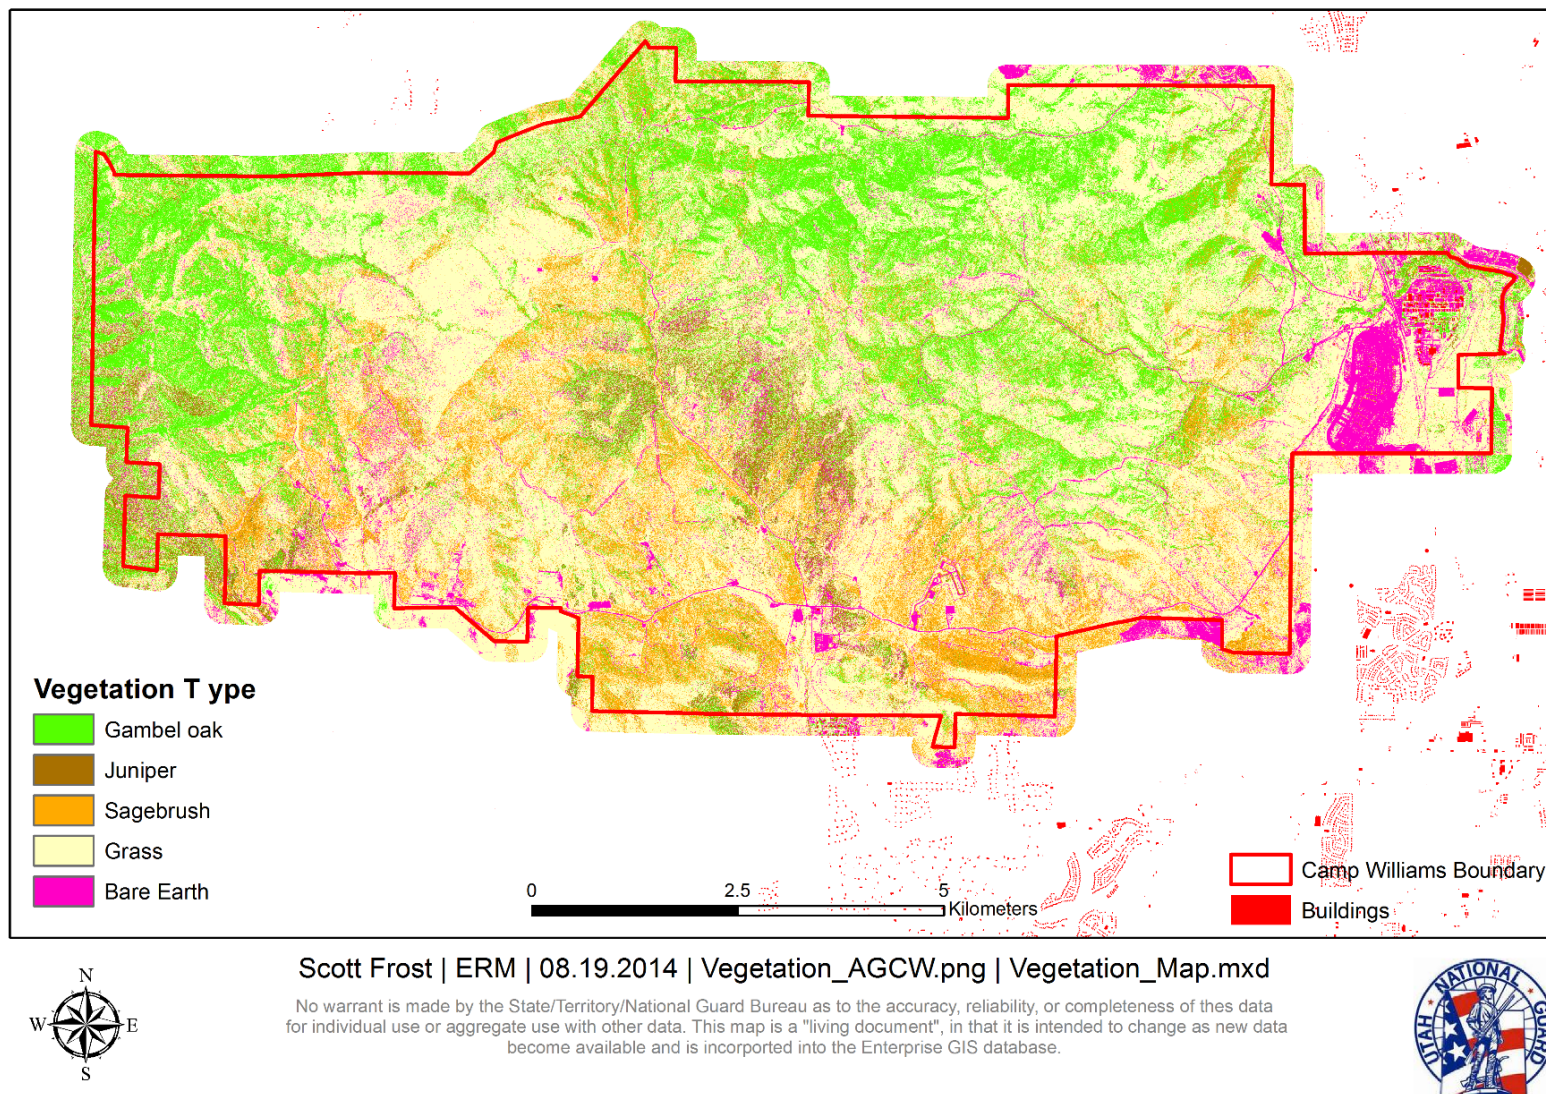 Vegetation T ype
Gambel oak
Juniper
Sagebrush
Grass
Bare Earth
0 2.5 5
Kilometers
Camp Williams Boundary
Buildings
Scott Frost | ERM | 08.19.2014 | Vegetation_AGCW.png | Vegetation_Map.mxd
No warrant is made by the State/Territory/National Guard Bureau as to the accuracy, reliability, or completeness of thes data
for individual use or aggregate use with other data. This map is a "living document", in that it is intended to change as new data
become available and is incorported into the Enterprise GIS database.
N
W E
S
UTAH NATIONAL GUARD